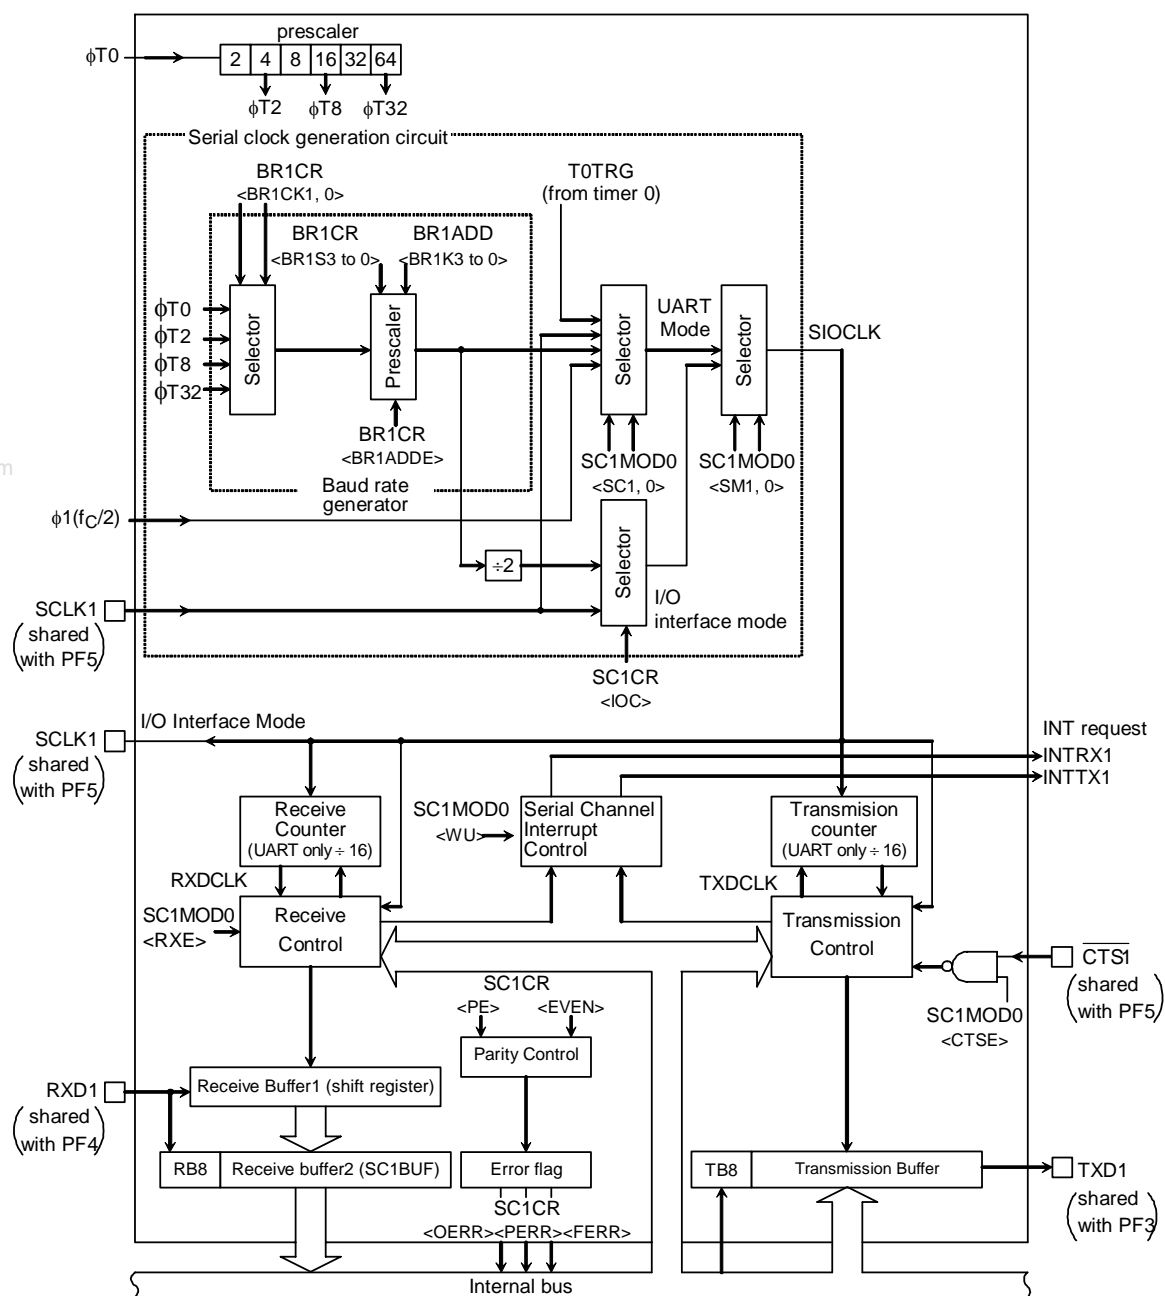 prescaler
ϕT0
2 4 8 16 32 64
ϕT2 ϕT8 ϕT32
Serial clock generation circuit
BR1CR
<BR1CK1, 0>
T0TRG
(from timer 0)
BR1CR
<BR1S3 to 0>
BR1ADD
<BR1K3 to 0>
ϕT0
ϕT2
ϕT8
ϕT32
Selector
Prescaler
Selector
UART
Mode
Selector
SIOCLK
BR1CR
<BR1ADDE>
SC1MOD0
<SC1, 0>
SC1MOD0
<SM1, 0>
m
Baud rate
generator
ϕ1(fC/2)
÷2
Selector
I/O
interface mode
SCLK1
(shared
with PF5)
SC1CR
<IOC>
I/O Interface Mode
SCLK1
(shared
with PF5)
INT request
INTRX1
INTTX1
Receive
Counter
(UART only ÷ 16)
SC1MOD0
<WU>
Serial Channel
Interrupt
Control
Transmision
counter
(UART only ÷ 16)
RXDCLK
TXDCLK
SC1MOD0
<RXE>
Receive
Control
Transmission
Control
CTS1
(shared
with PF5)
SC1MOD0
<CTSE>
SC1CR
<PE> <EVEN>
Parity Control
RXD1
(shared
with PF4)
Receive Buffer1 (shift register)
RB8 Receive buffer2 (SC1BUF)
Error flag
TB8 Transmission Buffer
TXD1
(shared
with PF3)
SC1CR
<OERR><PERR><FERR>
Internal bus